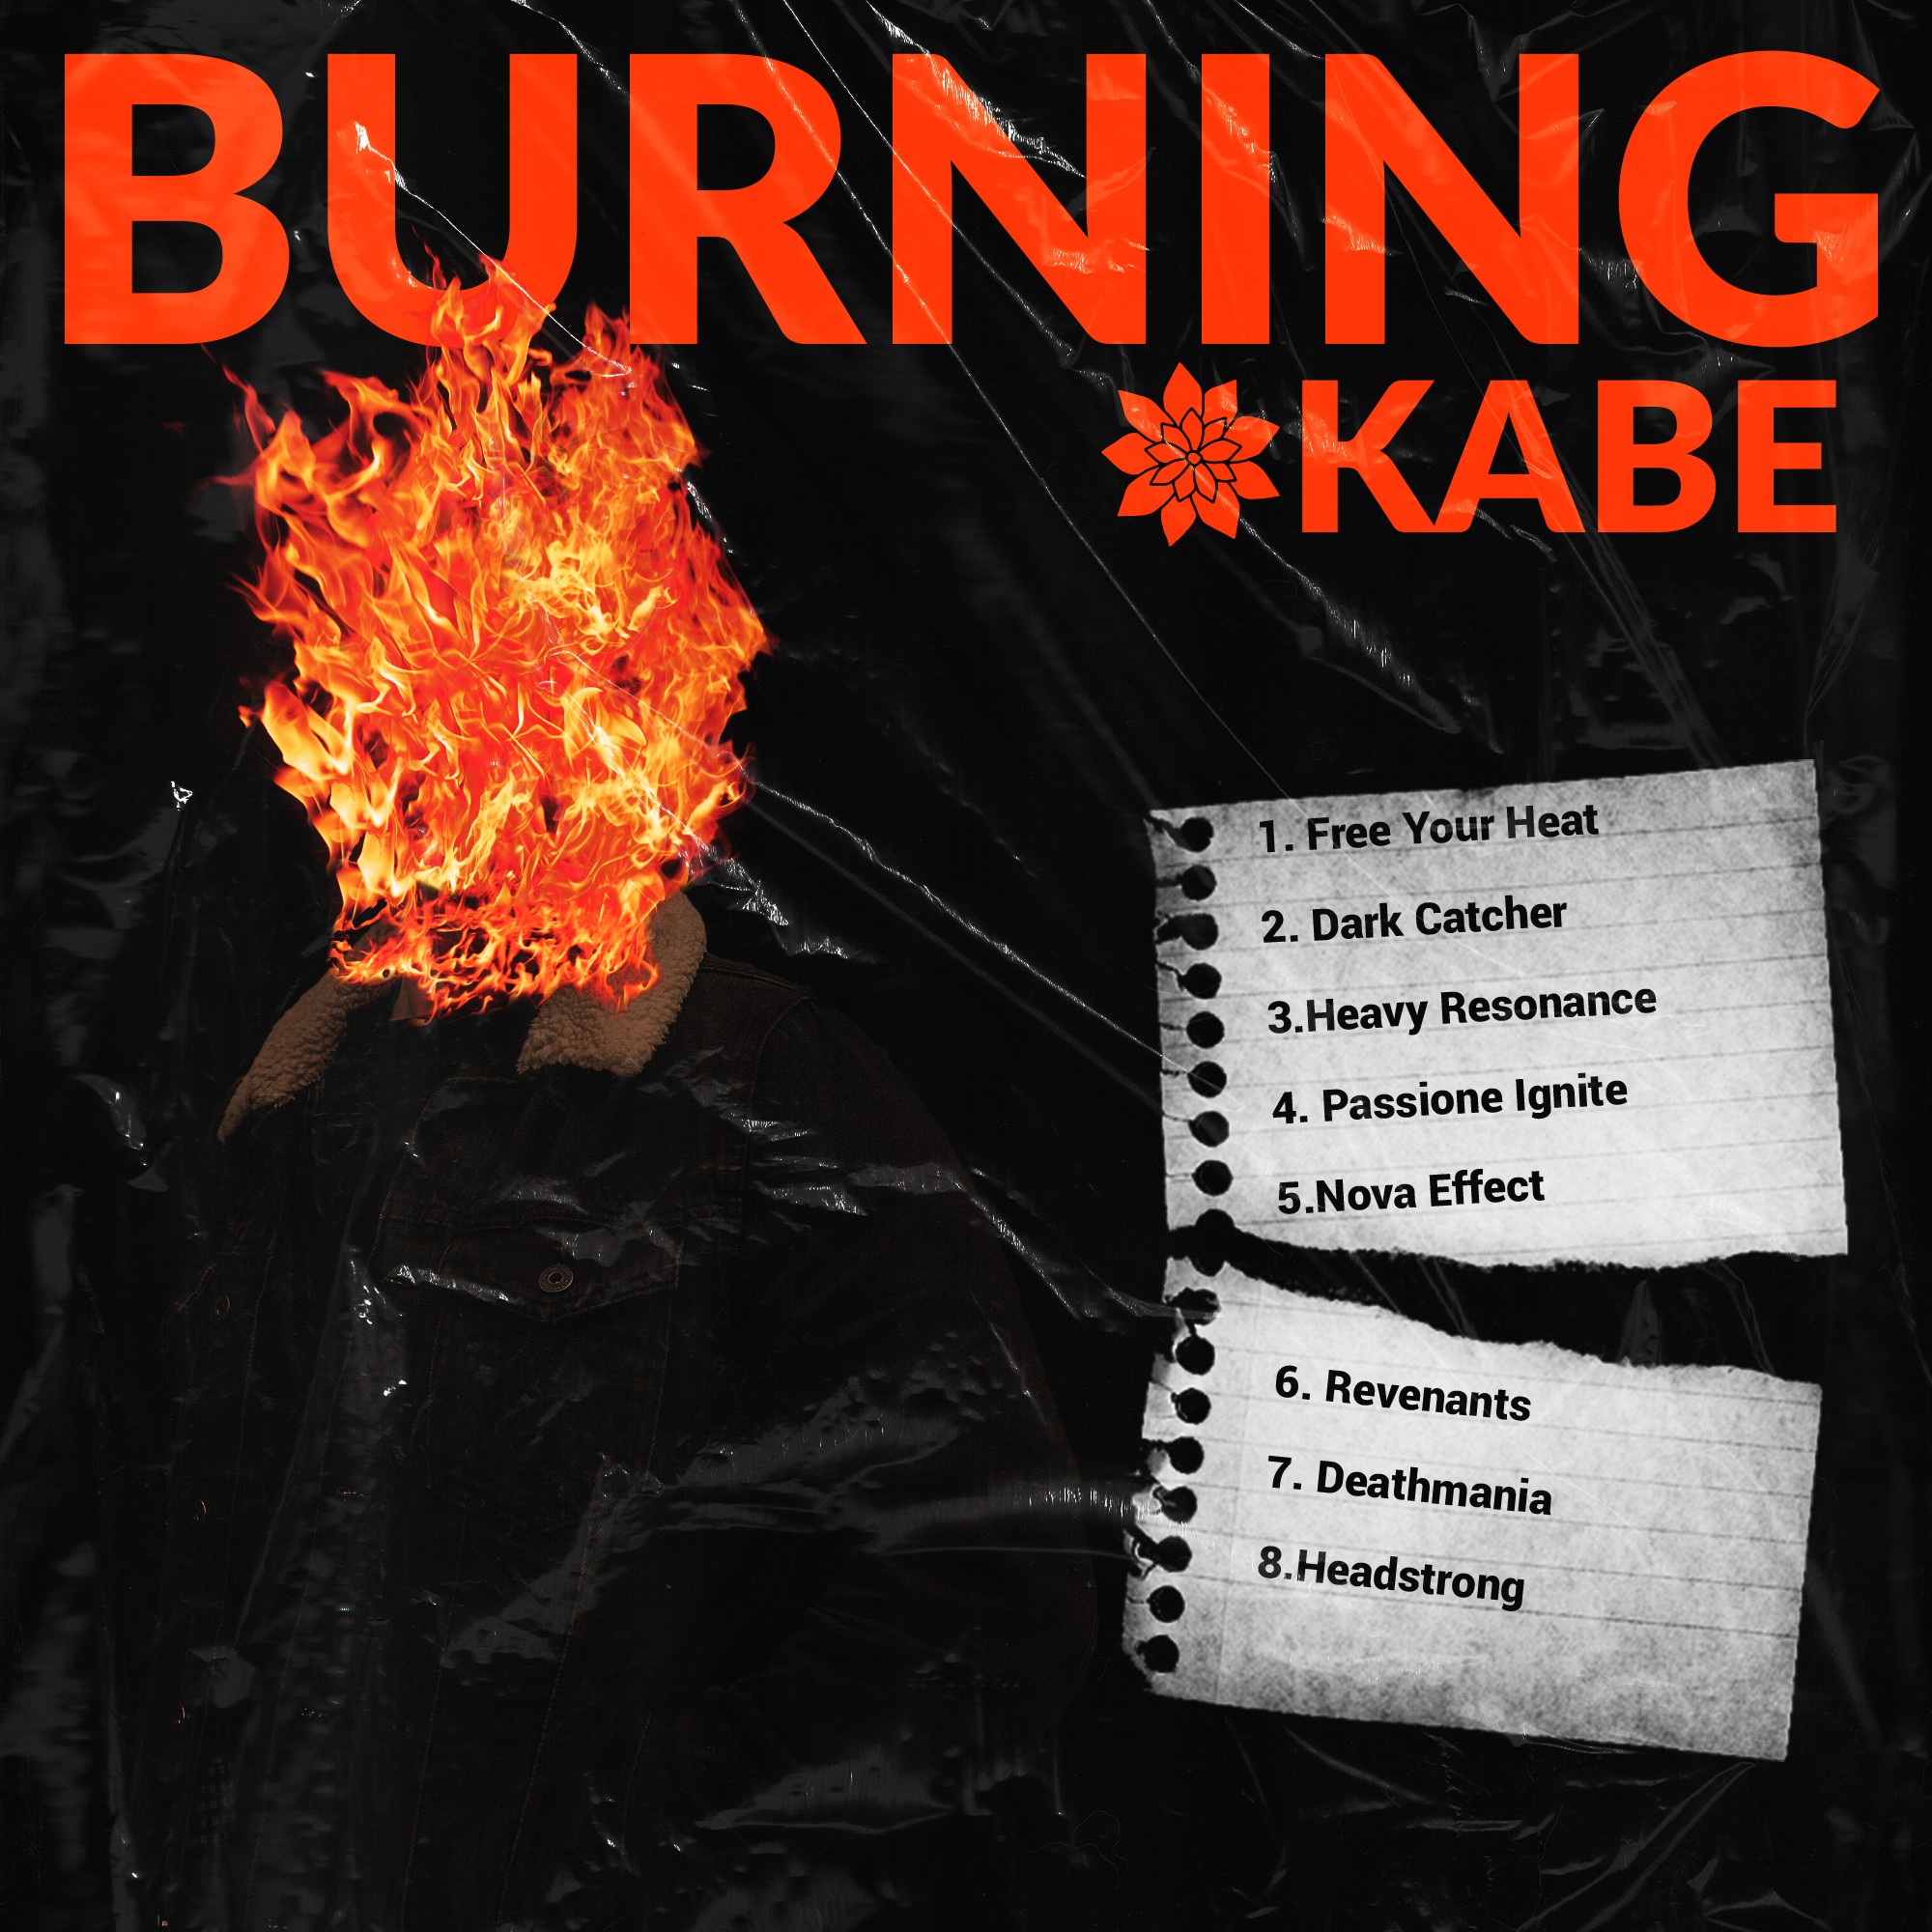 BURNING
KABE
1. Free Your Heat
2. Dark Catcher
3.Heavy Resonance
4. Passione Ignite
5.Nova Effect
6. Revenants
7. Deathmania
8.Headstrong